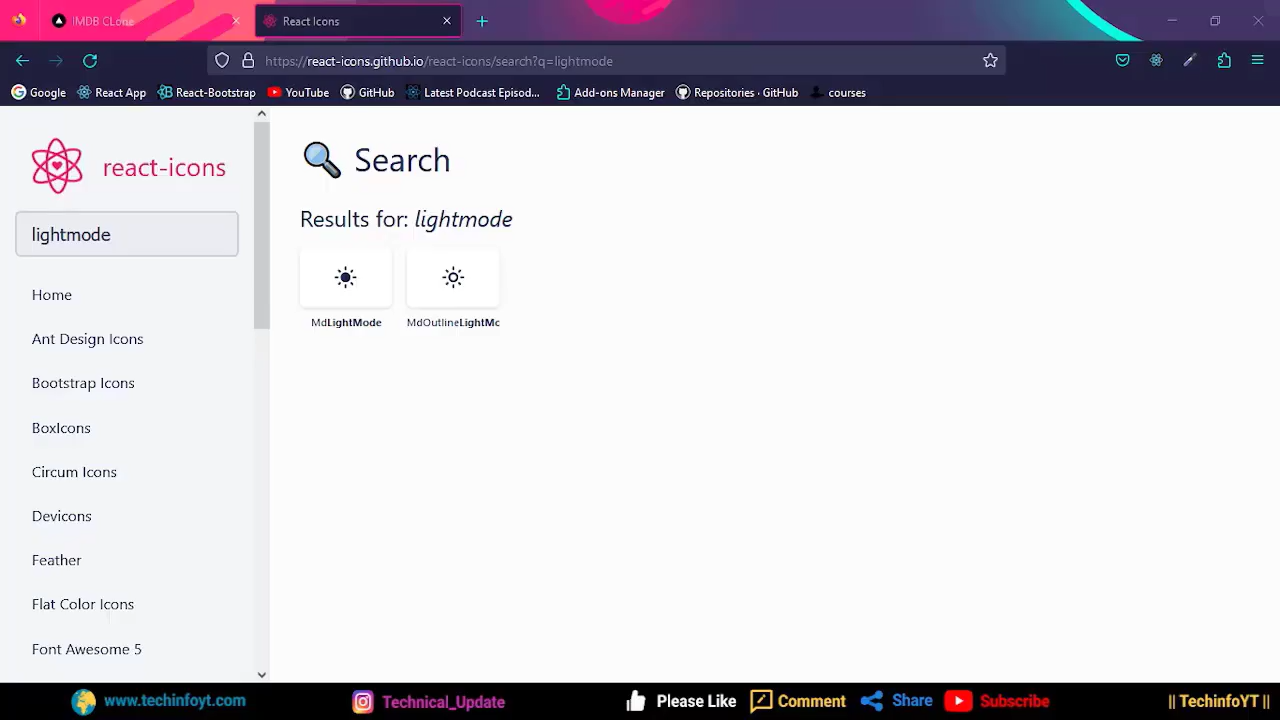 IMDB CLone
React Icons
https://react-icons.github.io/react-icons/search?q=lightmode
Google
React App
React-Bootstrap
YouTube
GitHub
Latest Podcast Episod...
Add-ons Manager
Repositories · GitHub
courses
react-icons
lightmode
Home
Ant Design Icons
Bootstrap Icons
BoxIcons
Circum Icons
Devicons
Feather
Flat Color Icons
Font Awesome 5
Search
Results for: lightmode
MdLightMode
MdOutlineLightMc
www.techinfoyt.com
Technical_Update
Please Like
Comment
Share
Subscribe
|| TechinfoYT ||